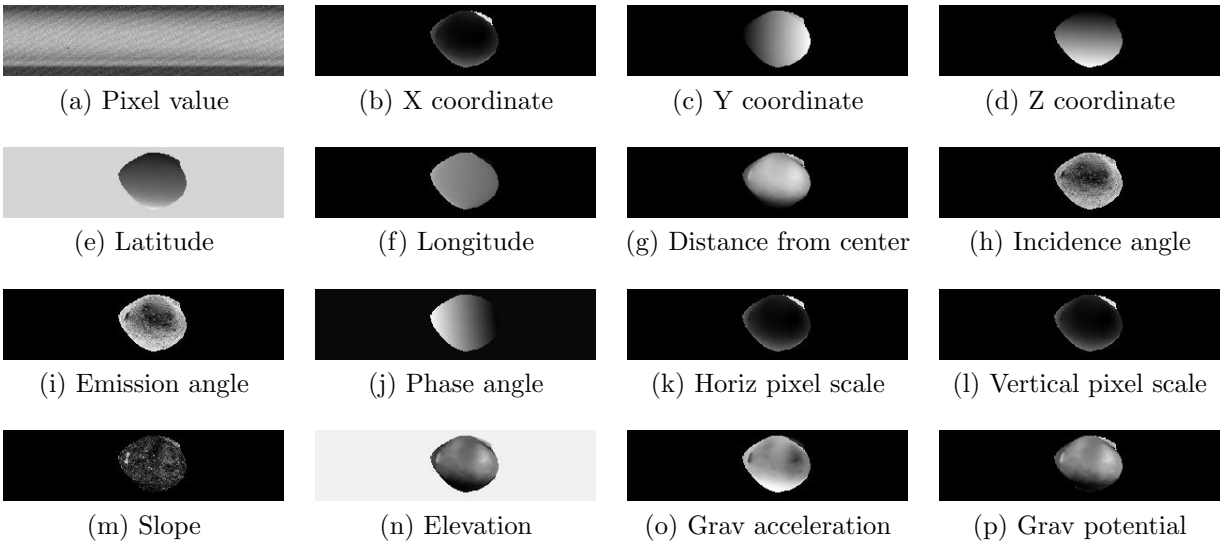 (a) Pixel value
(b) X coordinate
(c) Y coordinate
(d) Z coordinate
(e) Latitude
(f) Longitude
(g) Distance from center
(h) Incidence angle
(i) Emission angle
(j) Phase angle
(k) Horiz pixel scale
(l) Vertical pixel scale
(m) Slope
(n) Elevation
(o) Grav acceleration
(p) Grav potential